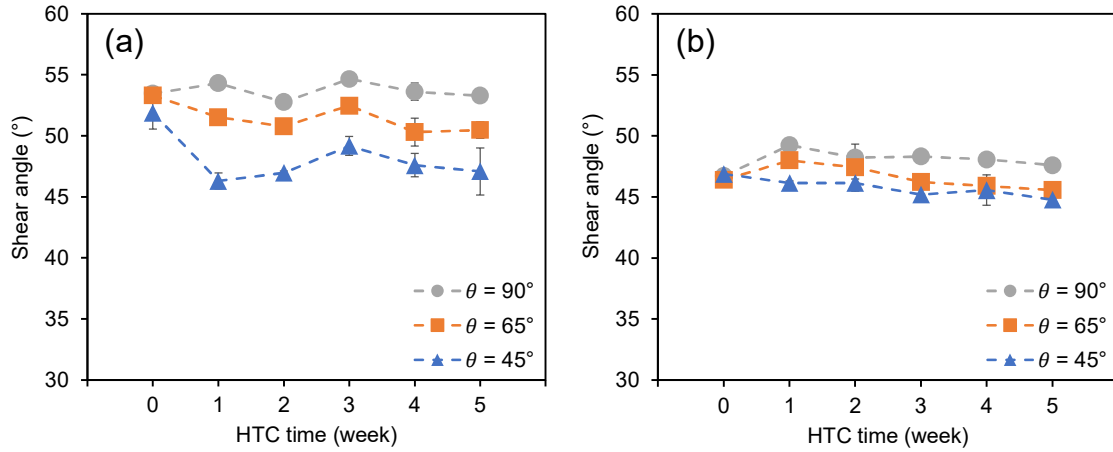 (a)
Shear angle (°)
60
55
50
45
40
35
30
0 1 2 3 4 5
HTC time (week)
θ = 90°
θ = 65°
θ = 45°
(b)
Shear angle (°)
60
55
50
45
40
35
30
0 1 2 3 4 5
HTC time (week)
θ = 90°
θ = 65°
θ = 45°